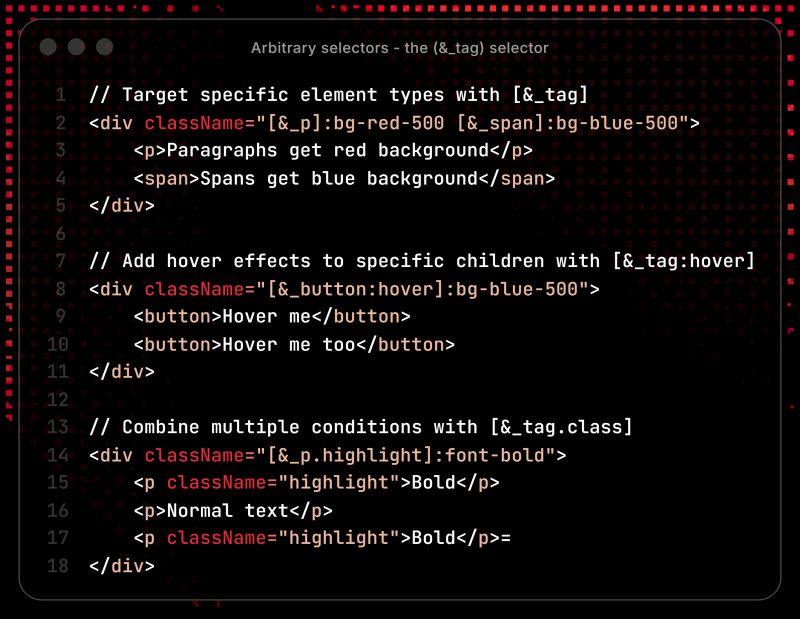 Arbitrary selectors - the (&_tag) selector
1 // Target specific element types with [&_tag]
2 <div className="[&_p]:bg-red-500 [&_span]:bg-blue-500">
3 <p>Paragraphs get red background</p>
4 <span>Spans get blue background</span>
5 </div>
6
7 // Add hover effects to specific children with [&_tag:hover]
8 <div className="[&_button:hover]:bg-blue-500">
9 <button>Hover me</button>
10 <button>Hover me too</button>
11 </div>
12
13 // Combine multiple conditions with [&_tag.class]
14 <div className="[&_p.highlight]:font-bold">
15 <p className="highlight">Bold</p>
16 <p>Normal text</p>
17 <p className="highlight">Bold</p>=
18 </div>